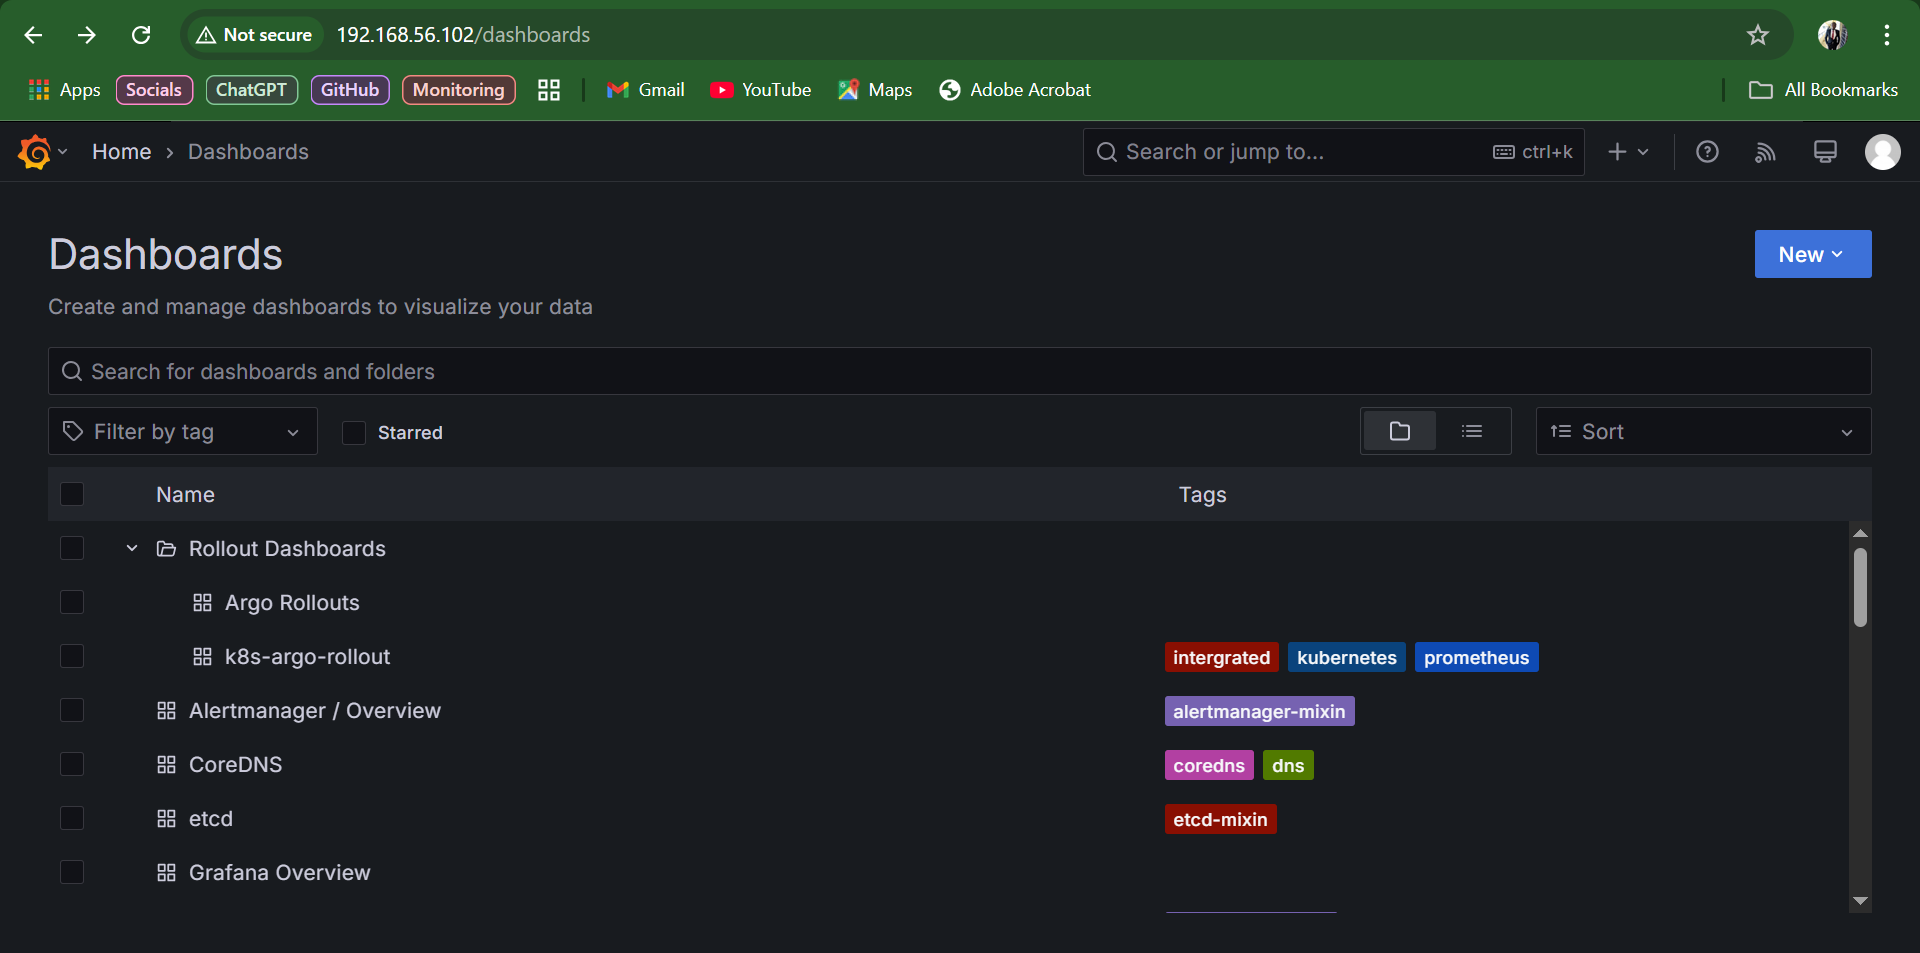 Not secure 192.168.56.102/dashboards
Apps Socials ChatGPT GitHub Monitoring Gmail YouTube Maps Adobe Acrobat All Bookmarks
Home › Dashboards Search or jump to... ctrl+k
Dashboards
New
Create and manage dashboards to visualize your data
Search for dashboards and folders
Filter by tag Starred Sort
Name Tags
Rollout Dashboards
Argo Rollouts
k8s-argo-rollout intergrated kubernetes prometheus
Alertmanager / Overview alertmanager-mixin
CoreDNS coredns dns
etcd etcd-mixin
Grafana Overview